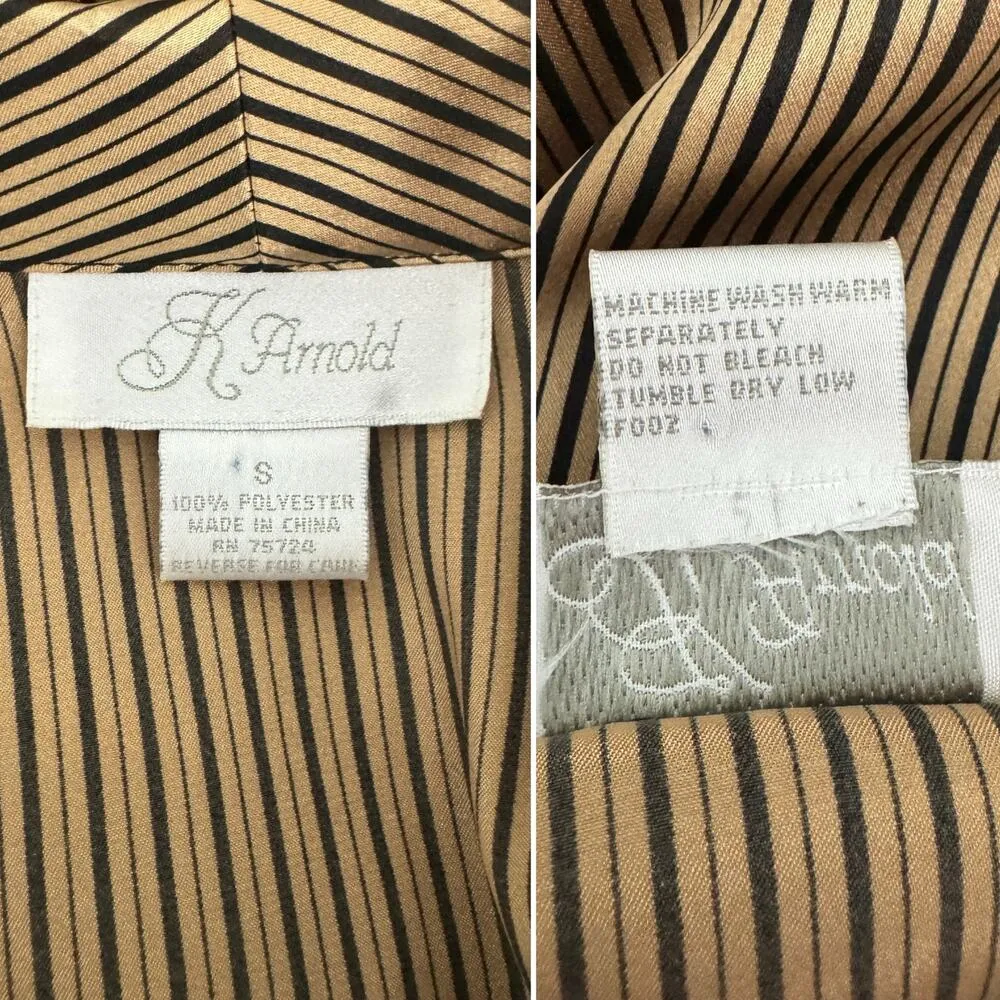 K Arnold
S
100% POLYESTER
MADE IN CHINA
RN 75724
REVERSE FOR CARE
MACHINE WASH WARM
SEPARATELY
DO NOT BLEACH
TUMBLE DRY LOW
F002
K Arnold